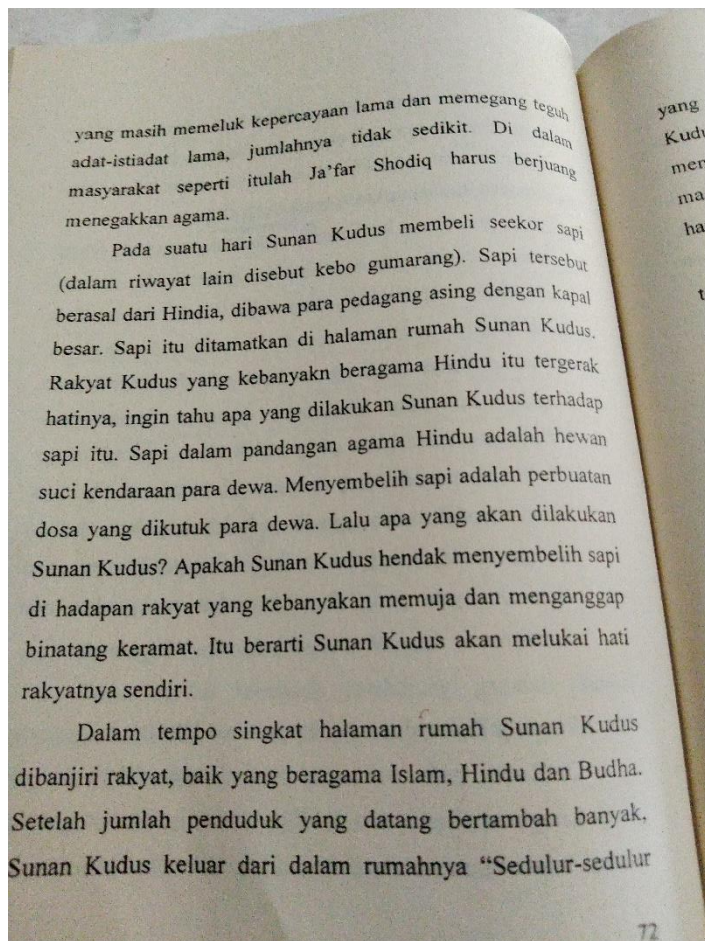 yang masih memeluk kepercayaan lama dan memegang teguh
adat-istiadat lama, jumlahnya tidak sedikit. Di dalam
masyarakat seperti itulah Ja'far Shodiq harus berjuang
menegakkan agama.
Pada suatu hari Sunan Kudus membeli seekor sapi
(dalam riwayat lain disebut kebo gumarang). Sapi tersebut
berasal dari Hindia, dibawa para pedagang asing dengan kapal
besar. Sapi itu ditamatkan di halaman rumah Sunan Kudus.
Rakyat Kudus yang kebanyakn beragama Hindu itu tergerak
hatinya, ingin tahu apa yang dilakukan Sunan Kudus terhadap
sapi itu. Sapi dalam pandangan agama Hindu adalah hewan
suci kendaraan para dewa. Menyembelih sapi adalah perbuatan
dosa yang dikutuk para dewa. Lalu apa yang akan dilakukan
Sunan Kudus? Apakah Sunan Kudus hendak menyembelih sapi
di hadapan rakyat yang kebanyakan memuja dan menganggap
binatang keramat. Itu berarti Sunan Kudus akan melukai hati
rakyatnya sendiri.
Dalam tempo singkat halaman rumah Sunan Kudus
dibanjiri rakyat, baik yang beragama Islam, Hindu dan Budha.
Setelah jumlah penduduk yang datang bertambah banyak,
Sunan Kudus keluar dari dalam rumahnya “Sedulur-sedulur
72
yang